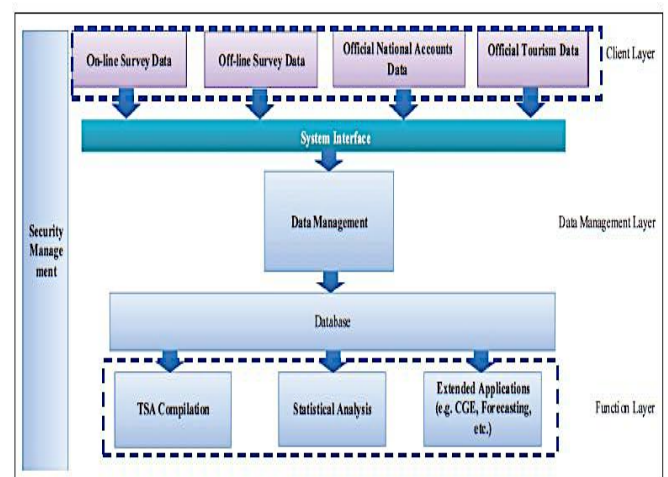 On-line Survey Data
Off-line Survey Data
Official National Accounts
Data
Official Tourism Data
Client Layer
System Interface
Security
Manage
ment
Data Management
Data Management Layer
Database
TSA Compilation
Statistical Analysis
Extended Applications
(e.g. CGE, Forecasting,
etc.)
Function Layer